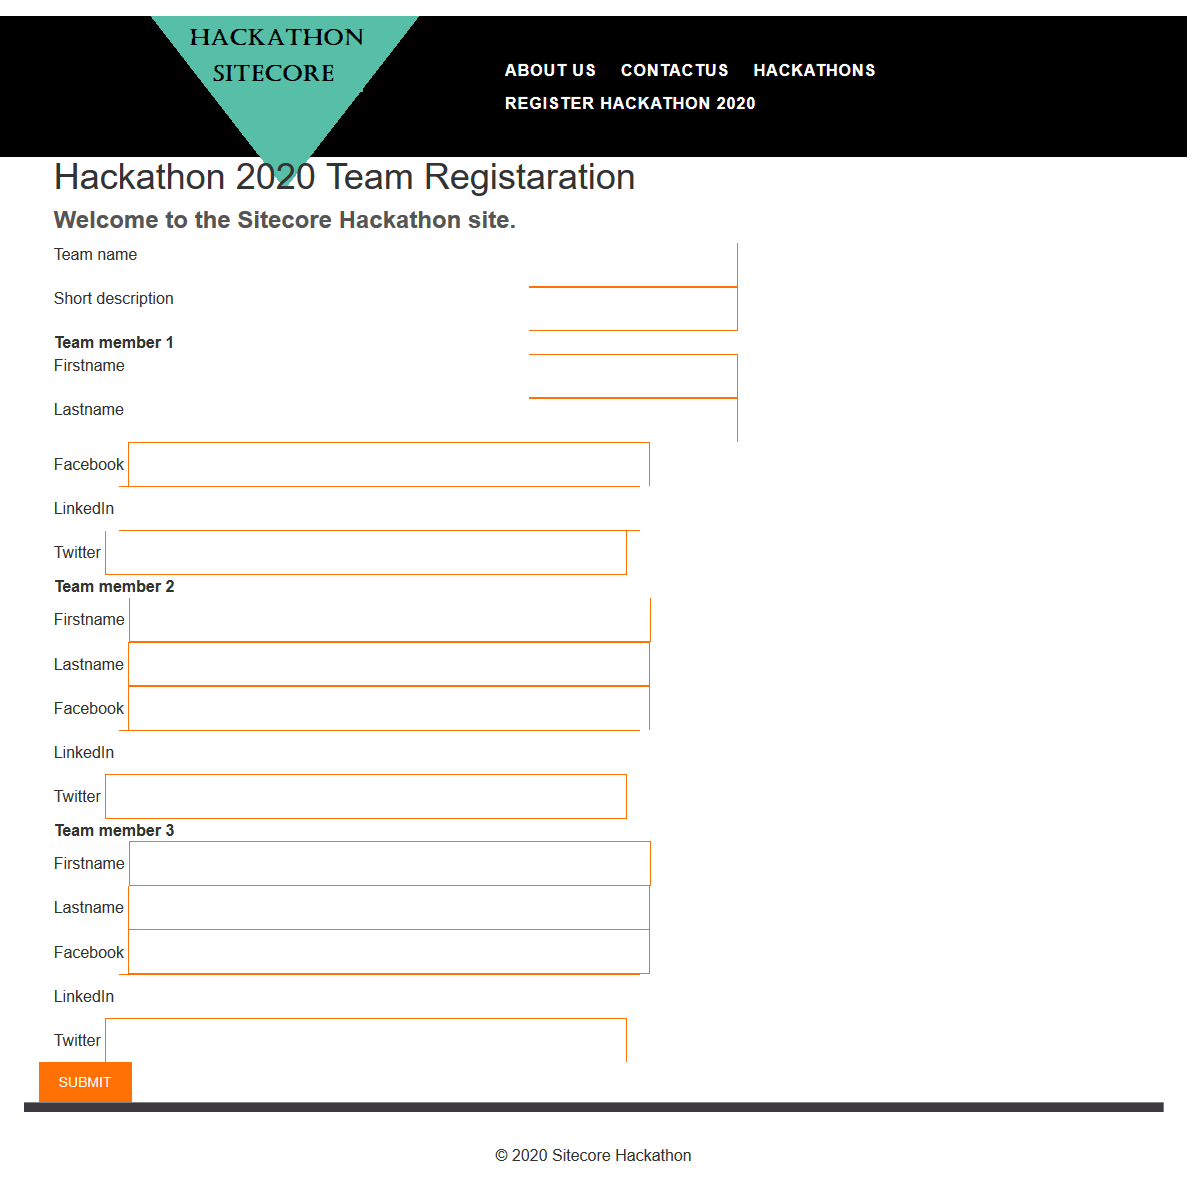 HACKATHON
SITECORE
ABOUT US CONTACTUS HACKATHONS
REGISTER HACKATHON 2020
Hackathon 2020 Team Registaration
Welcome to the Sitecore Hackathon site.
Team name
Short description
Team member 1
Firstname
Lastname
Facebook
LinkedIn
Twitter
Team member 2
Firstname
Lastname
Facebook
LinkedIn
Twitter
Team member 3
Firstname
Lastname
Facebook
LinkedIn
Twitter
SUBMIT
© 2020 Sitecore Hackathon